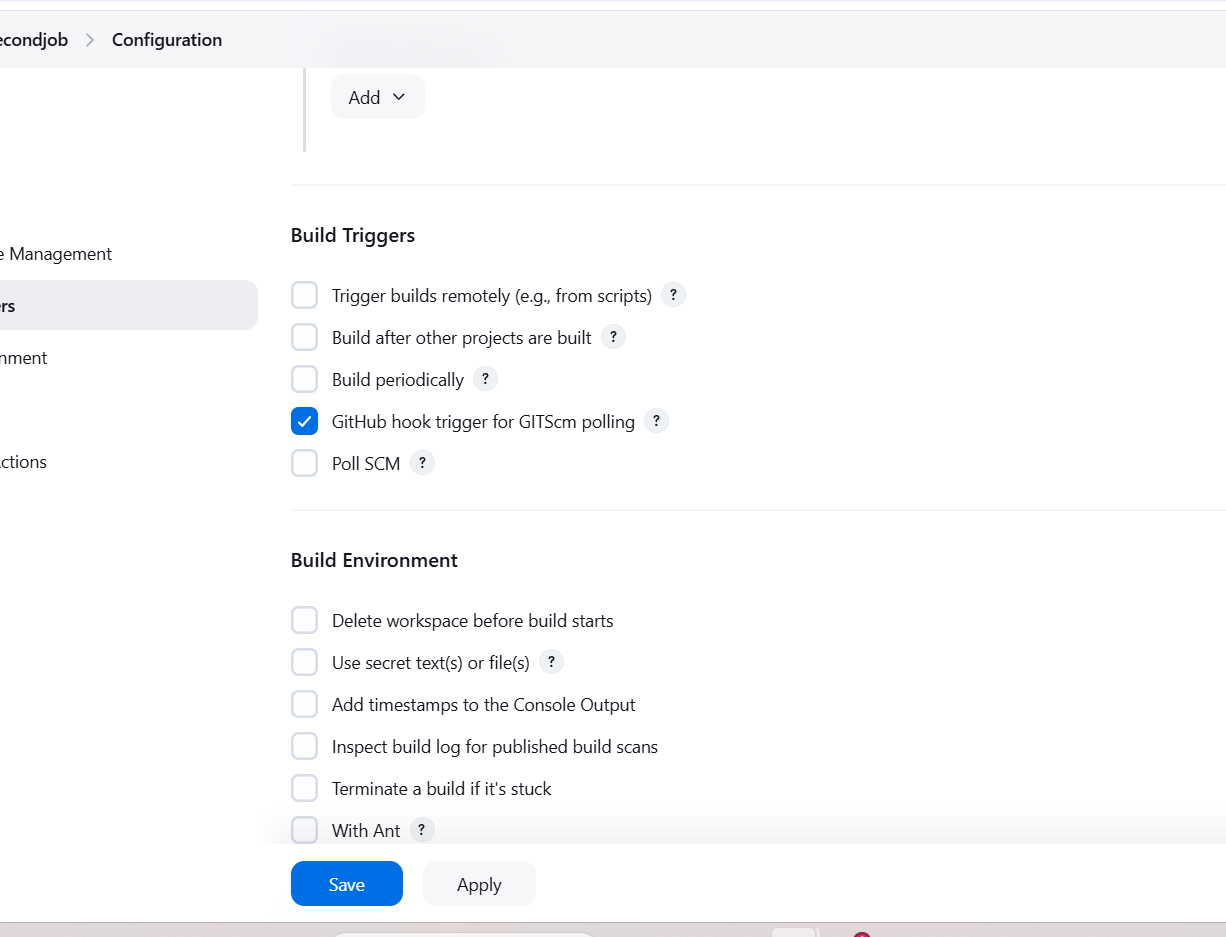 econdjob > Configuration
Add
e Management
rs
nment
ctions
Build Triggers
Trigger builds remotely (e.g., from scripts) ?
Build after other projects are built ?
Build periodically ?
GitHub hook trigger for GITScm polling ?
Poll SCM ?
Build Environment
Delete workspace before build starts
Use secret text(s) or file(s) ?
Add timestamps to the Console Output
Inspect build log for published build scans
Terminate a build if it's stuck
With Ant ?
Save
Apply